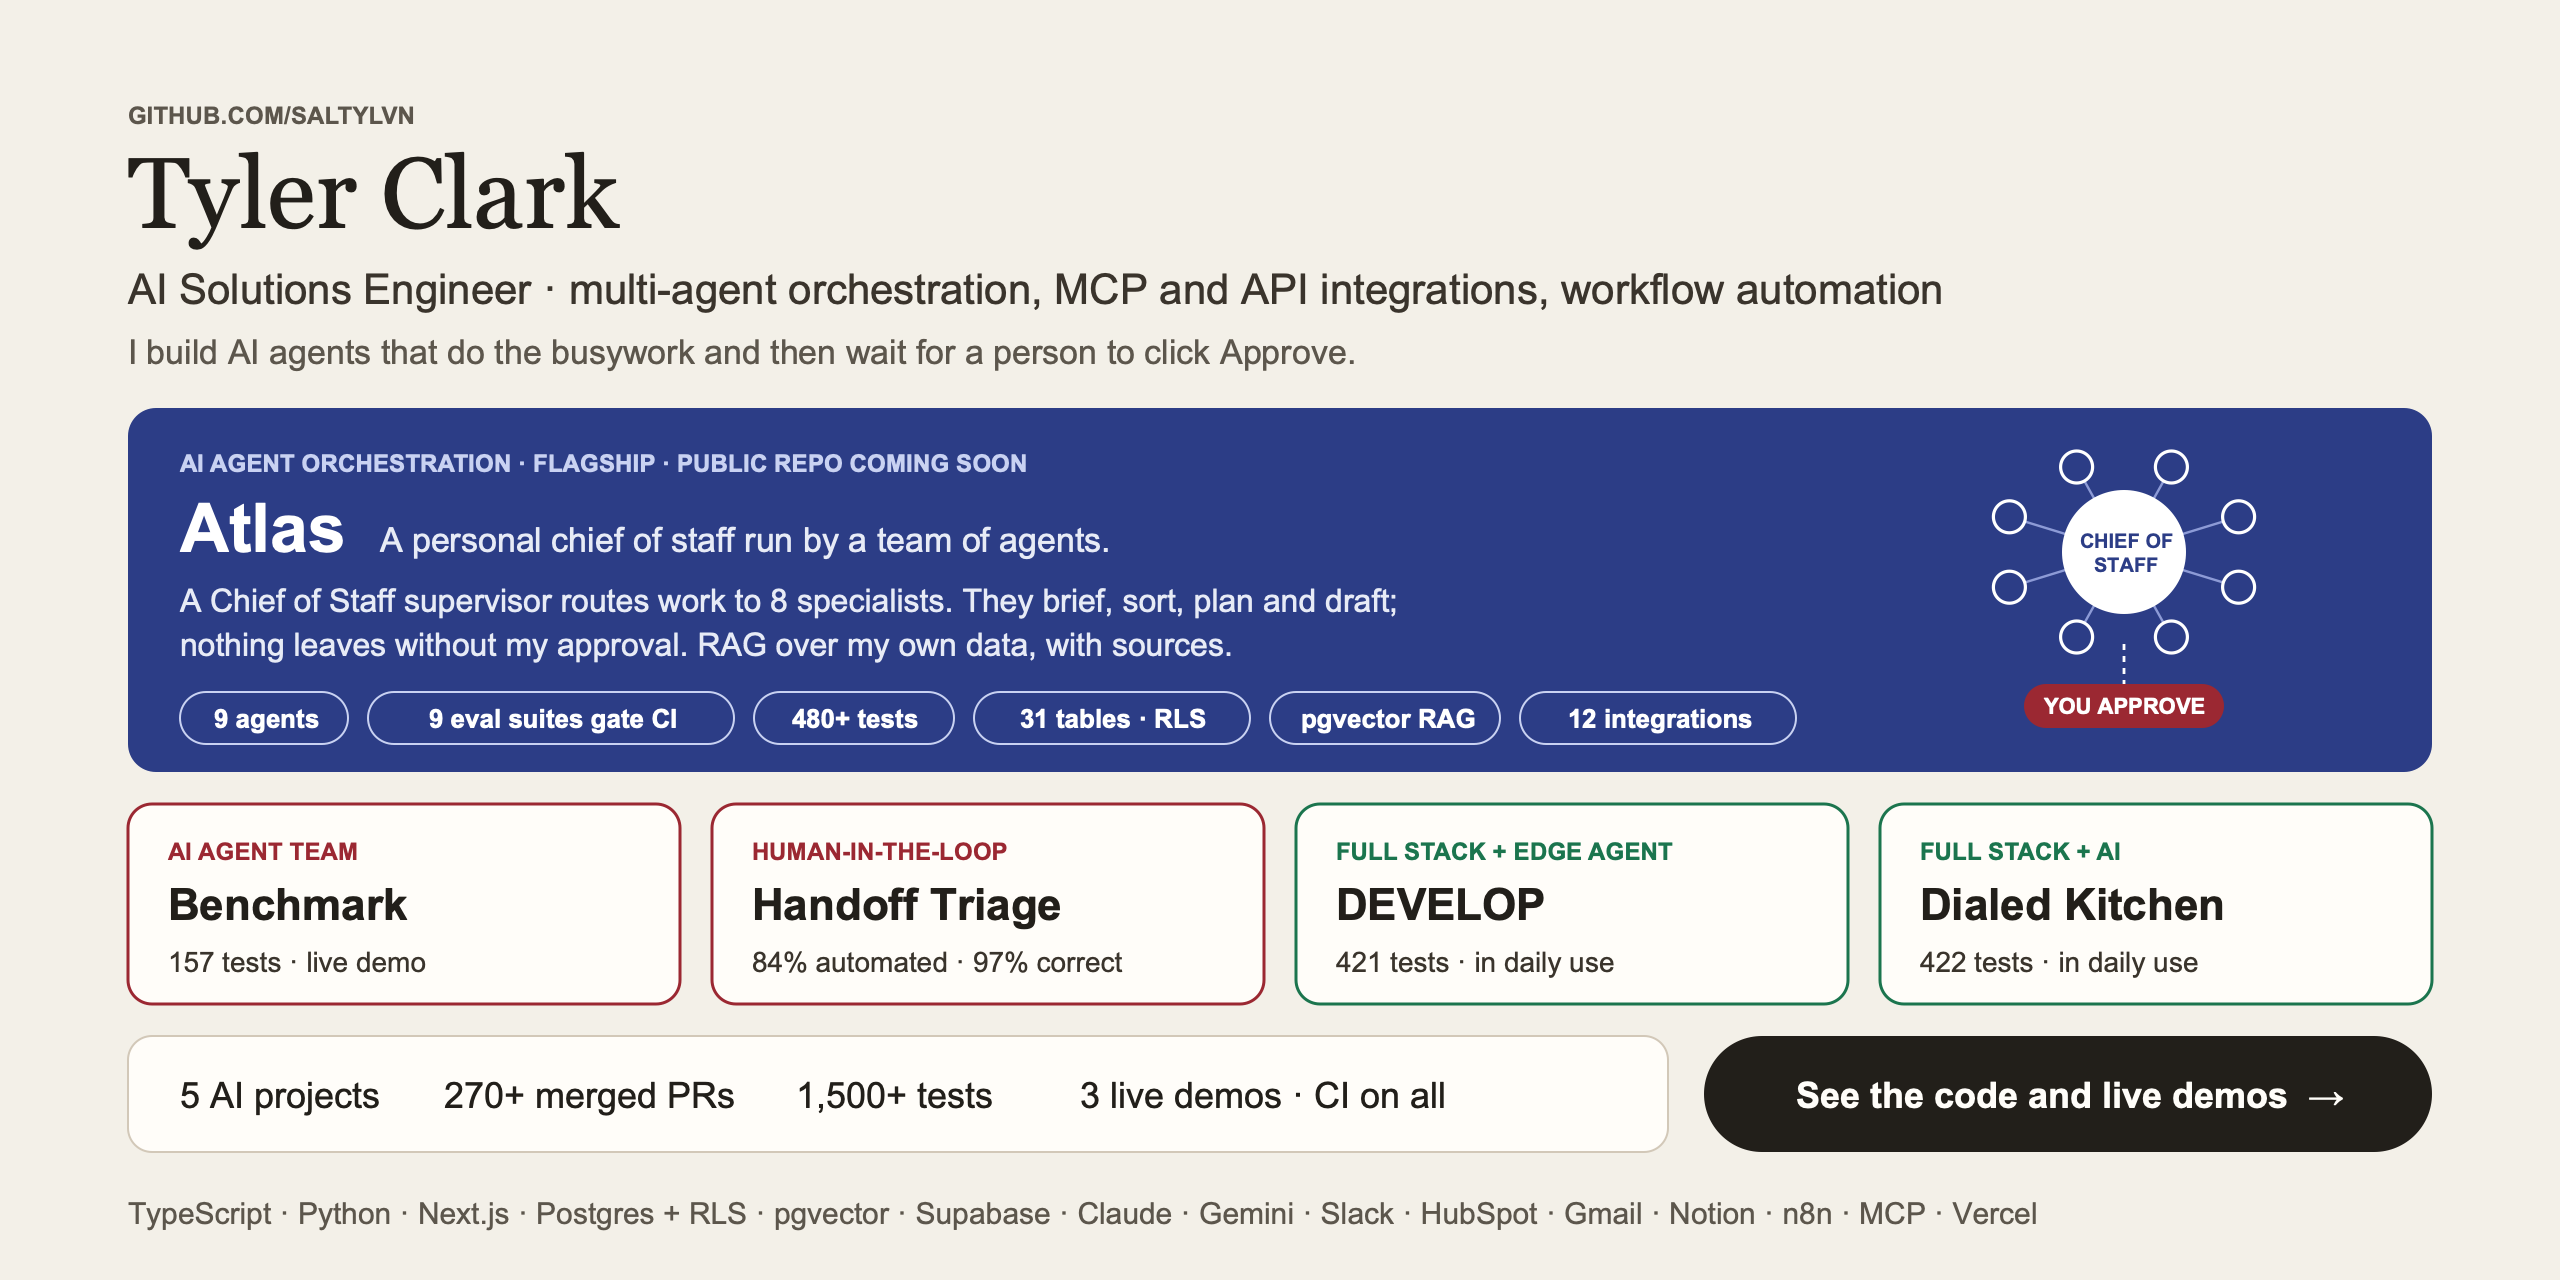 GITHUB.COM/SALTYLVN
Tyler Clark
AI Solutions Engineer · multi-agent orchestration, MCP and API integrations, workflow automation
I build AI agents that do the busywork and then wait for a person to click Approve.
AI AGENT ORCHESTRATION · FLAGSHIP · PUBLIC REPO COMING SOON
Atlas A personal chief of staff run by a team of agents.
A Chief of Staff supervisor routes work to 8 specialists. They brief, sort, plan and draft;
nothing leaves without my approval. RAG over my own data, with sources.
9 agents
9 eval suites gate CI
480+ tests
31 tables · RLS
pgvector RAG
12 integrations
CHIEF OF
STAFF
YOU APPROVE
AI AGENT TEAM
Benchmark
157 tests · live demo
HUMAN-IN-THE-LOOP
Handoff Triage
84% automated · 97% correct
FULL STACK + EDGE AGENT
DEVELOP
421 tests · in daily use
FULL STACK + AI
Dialed Kitchen
422 tests · in daily use
5 AI projects 270+ merged PRs 1,500+ tests 3 live demos · CI on all
See the code and live demos →
TypeScript · Python · Next.js · Postgres + RLS · pgvector · Supabase · Claude · Gemini · Slack · HubSpot · Gmail · Notion · n8n · MCP · Vercel